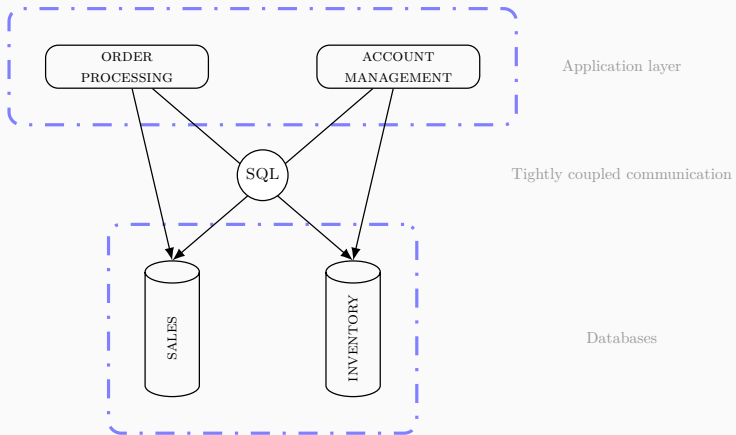 ORDER
PROCESSING
ACCOUNT
MANAGEMENT
Application layer
SQL
Tightly coupled communication
SALES
INVENTORY
Databases